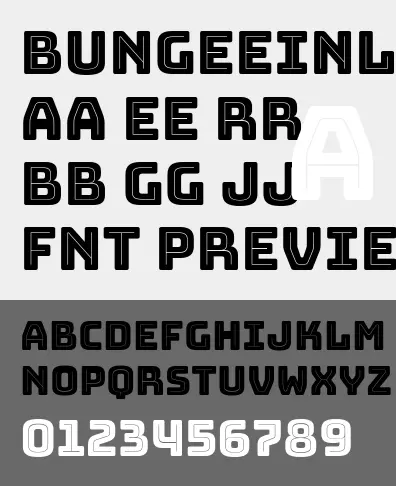 BUNGEEINL
AA EE RR
A
BB GG JJ
FNT PREVIE
ABCDEFGHIJKLM
NOPQRSTUVWXYZ
0123456789